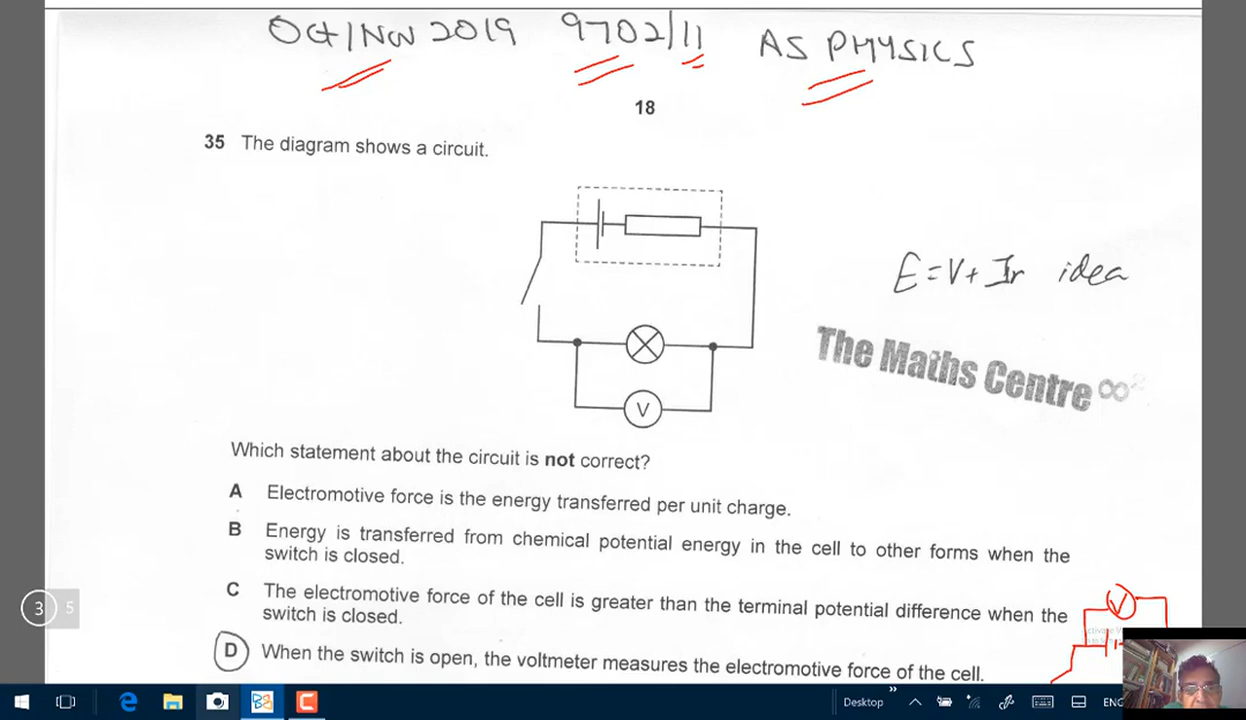 Oct/Nov 2019 9702/11 AS PHYSICS
18
35 The diagram shows a circuit.
E=V+Ir idea
The Maths Centre ∞
V
Which statement about the circuit is not correct?
A Electromotive force is the energy transferred per unit charge.
B Energy is transferred from chemical potential energy in the cell to other forms when the
switch is closed.
C The electromotive force of the cell is greater than the terminal potential difference when the
switch is closed.
3 5
V
D When the switch is open, the voltmeter measures the electromotive force of the cell.
Desktop
ENG